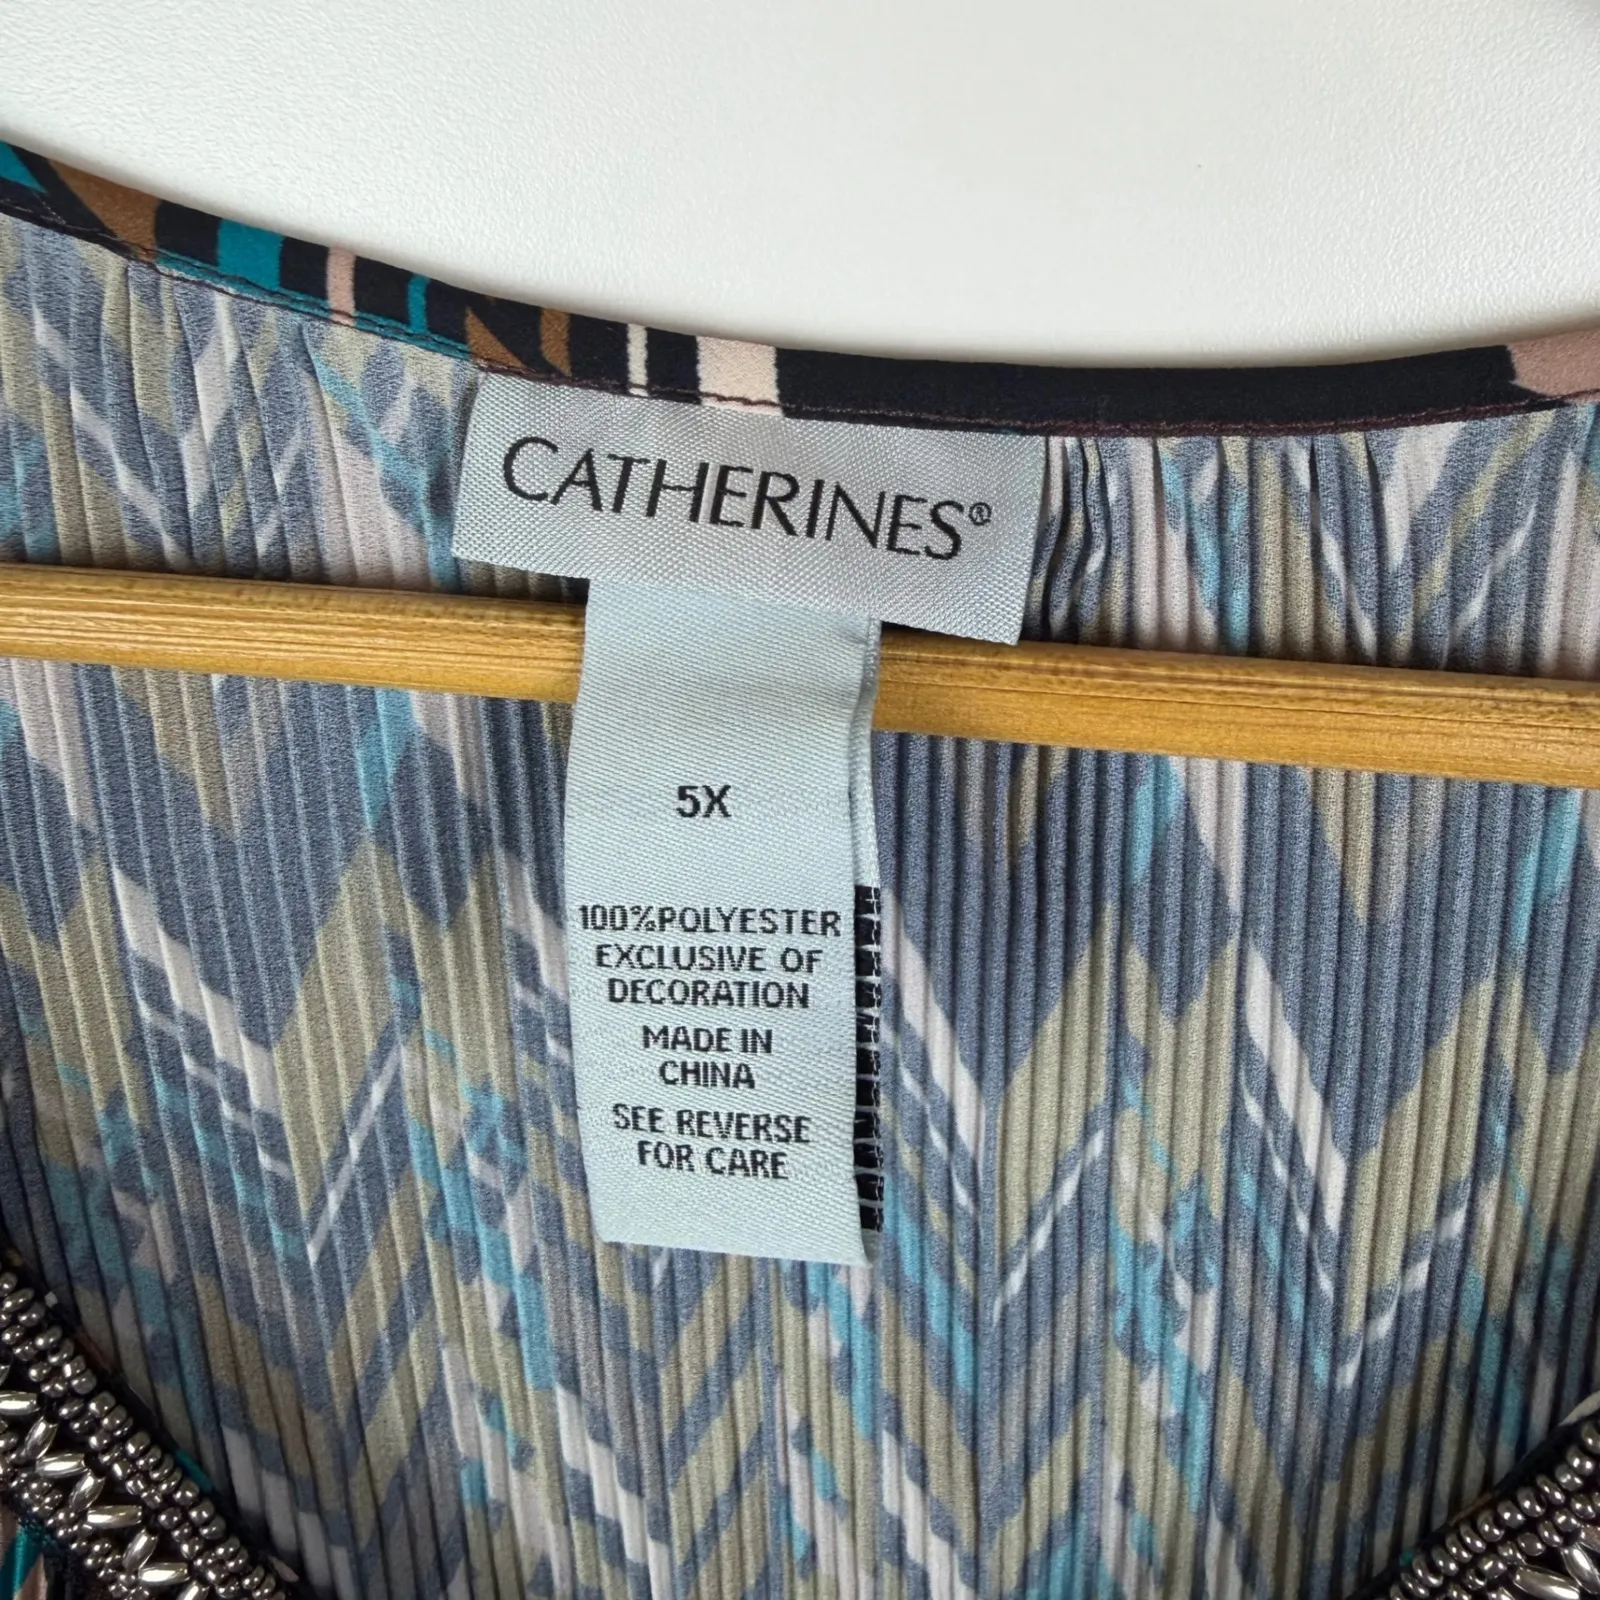 CATHERINES®
5X
100%POLYESTER
EXCLUSIVE OF
DECORATION
MADE IN
CHINA
SEE REVERSE
FOR CARE